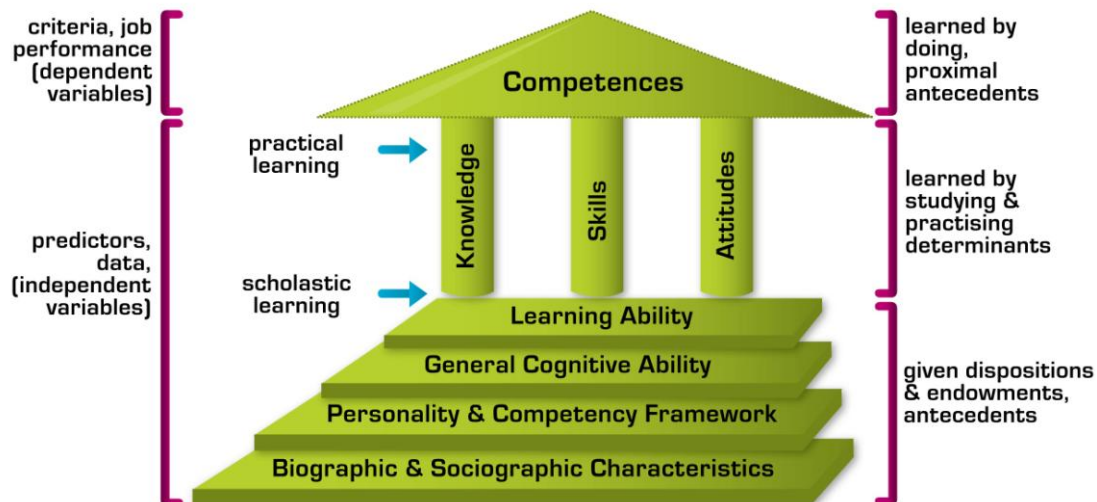 criteria, job
performance
(dependent
variables)
learned by
doing,
proximal
antecedents
Competences
practical
learning
Knowledge
Skills
Attitudes
learned by
studying &
practising
determinants
predictors,
data,
(independent
variables)
scholastic
learning
Learning Ability
General Cognitive Ability
Personality & Competency Framework
Biographic & Sociographic Characteristics
given dispositions
& endowments,
antecedents